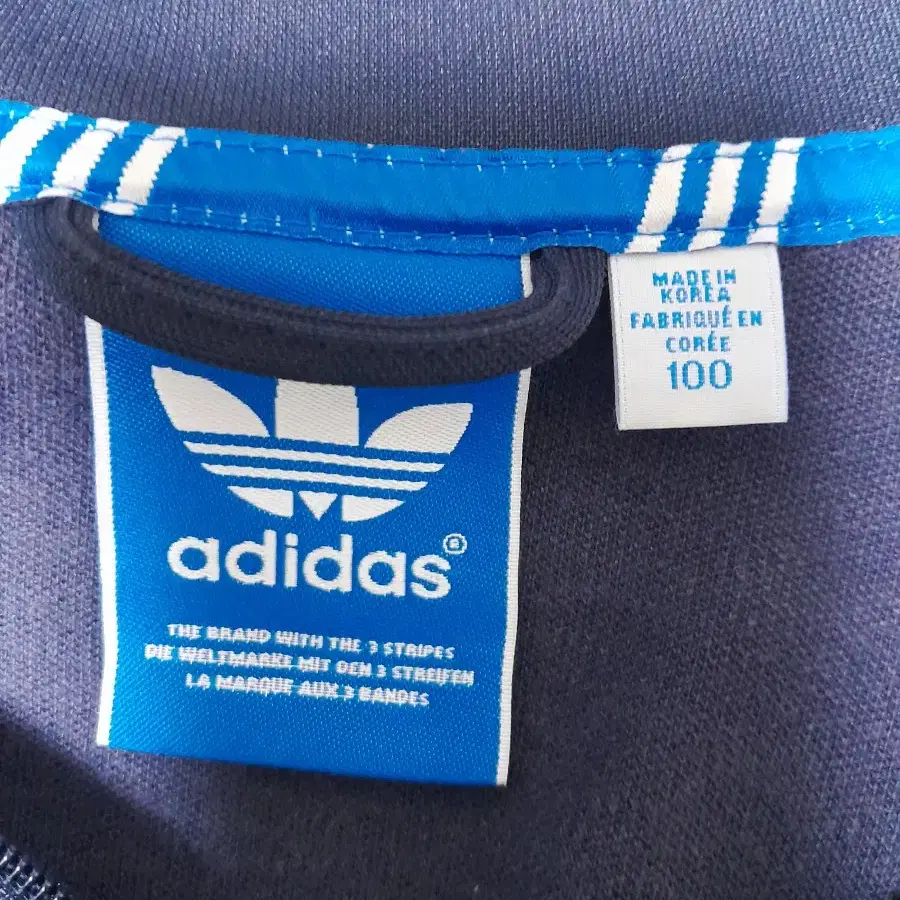 MADE IN
KOREA
FABRIQUÉ EN
CORÉE
100
adidas®
THE BRAND WITH THE 3 STRIPES
DIE WELTMARKE MIT DEN 3 STREIFEN
LA MARQUE AUX 3 BANDES